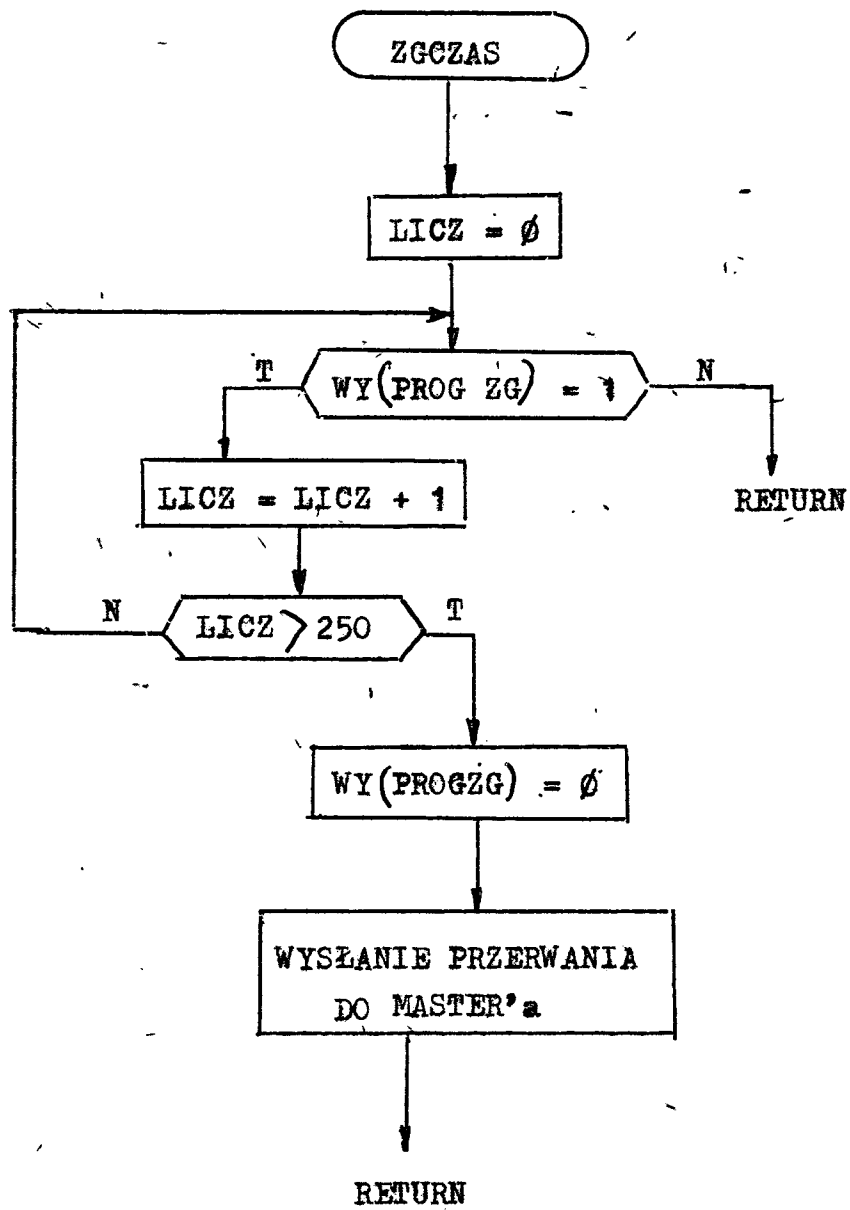 ZGCZAS
LICZ = Ø
T
WY(PROG ZG) = 1
N
LICZ = LICZ + 1
RETURN
N
LICZ > 250
T
WY(PROGZG) = Ø
WYSŁANIE PRZERWANIA
DO MASTER'a
RETURN